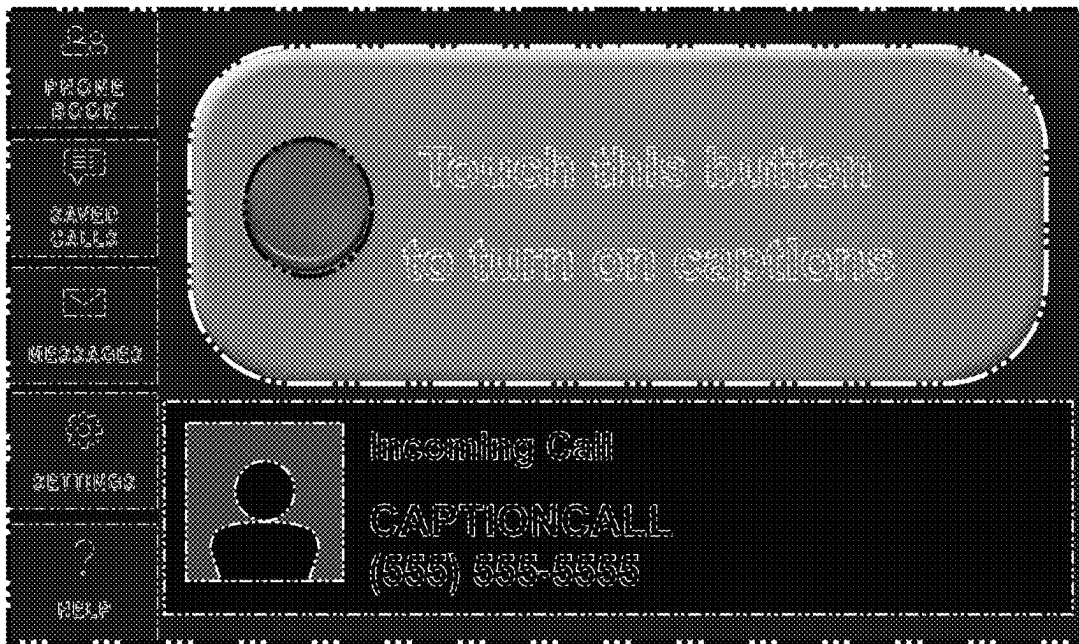 PHONE
BOOK
SAVED
CALLS
MESSAGES
SETTINGS
HELP
Touch this button
to turn on captions
Incoming Call
CAPTIONCALL
(555) 555-5555